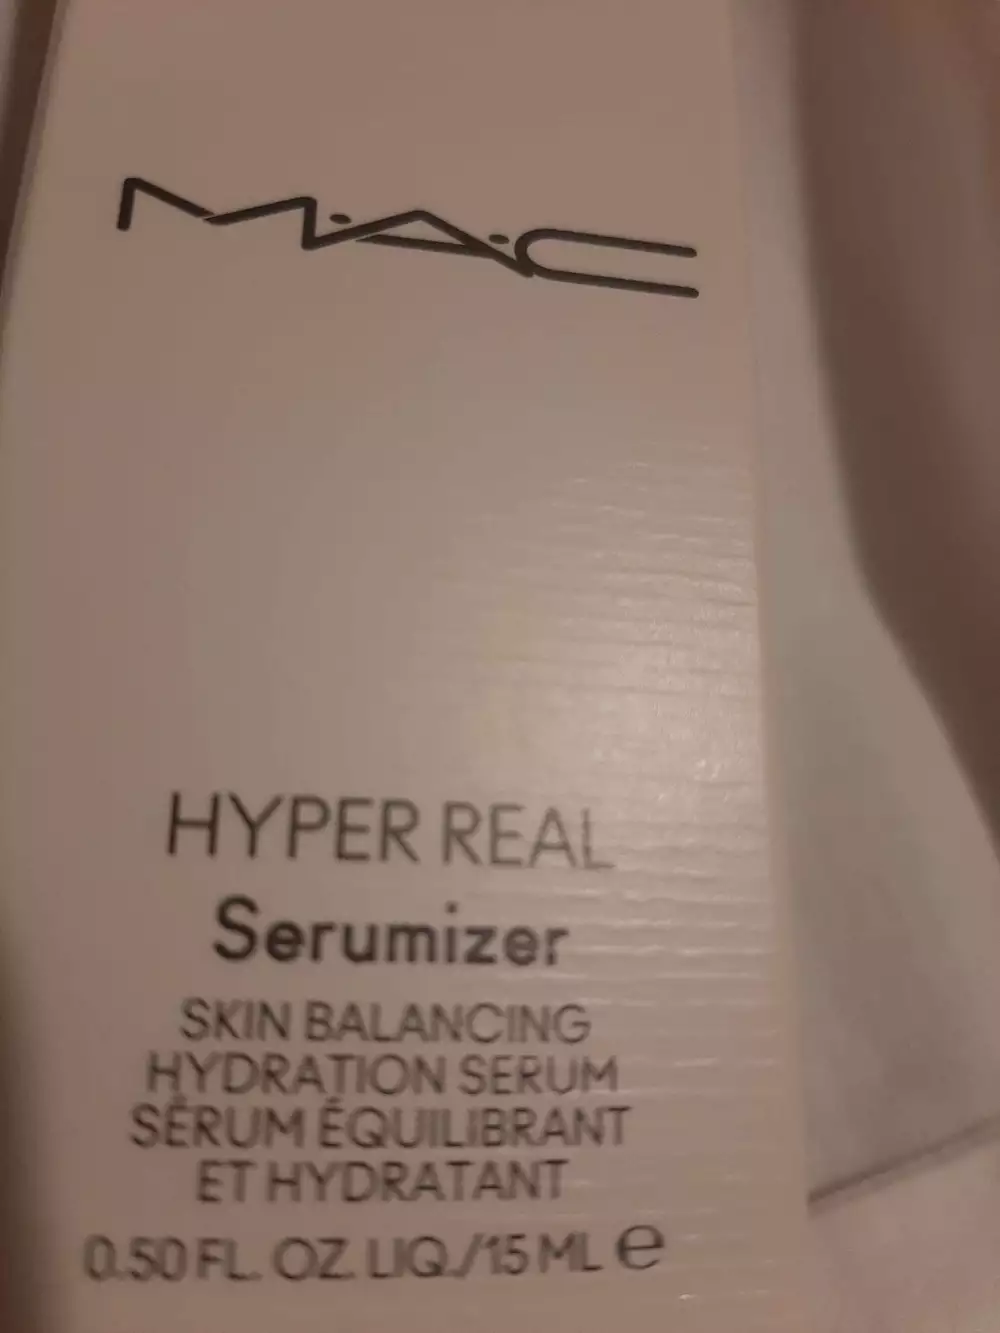 M·A·C
HYPER REAL
Serumizer
SKIN BALANCING
HYDRATION SERUM
SÉRUM ÉQUILIBRANT
ET HYDRATANT
0.50 FL. OZ. LIQ./15 ML ℮